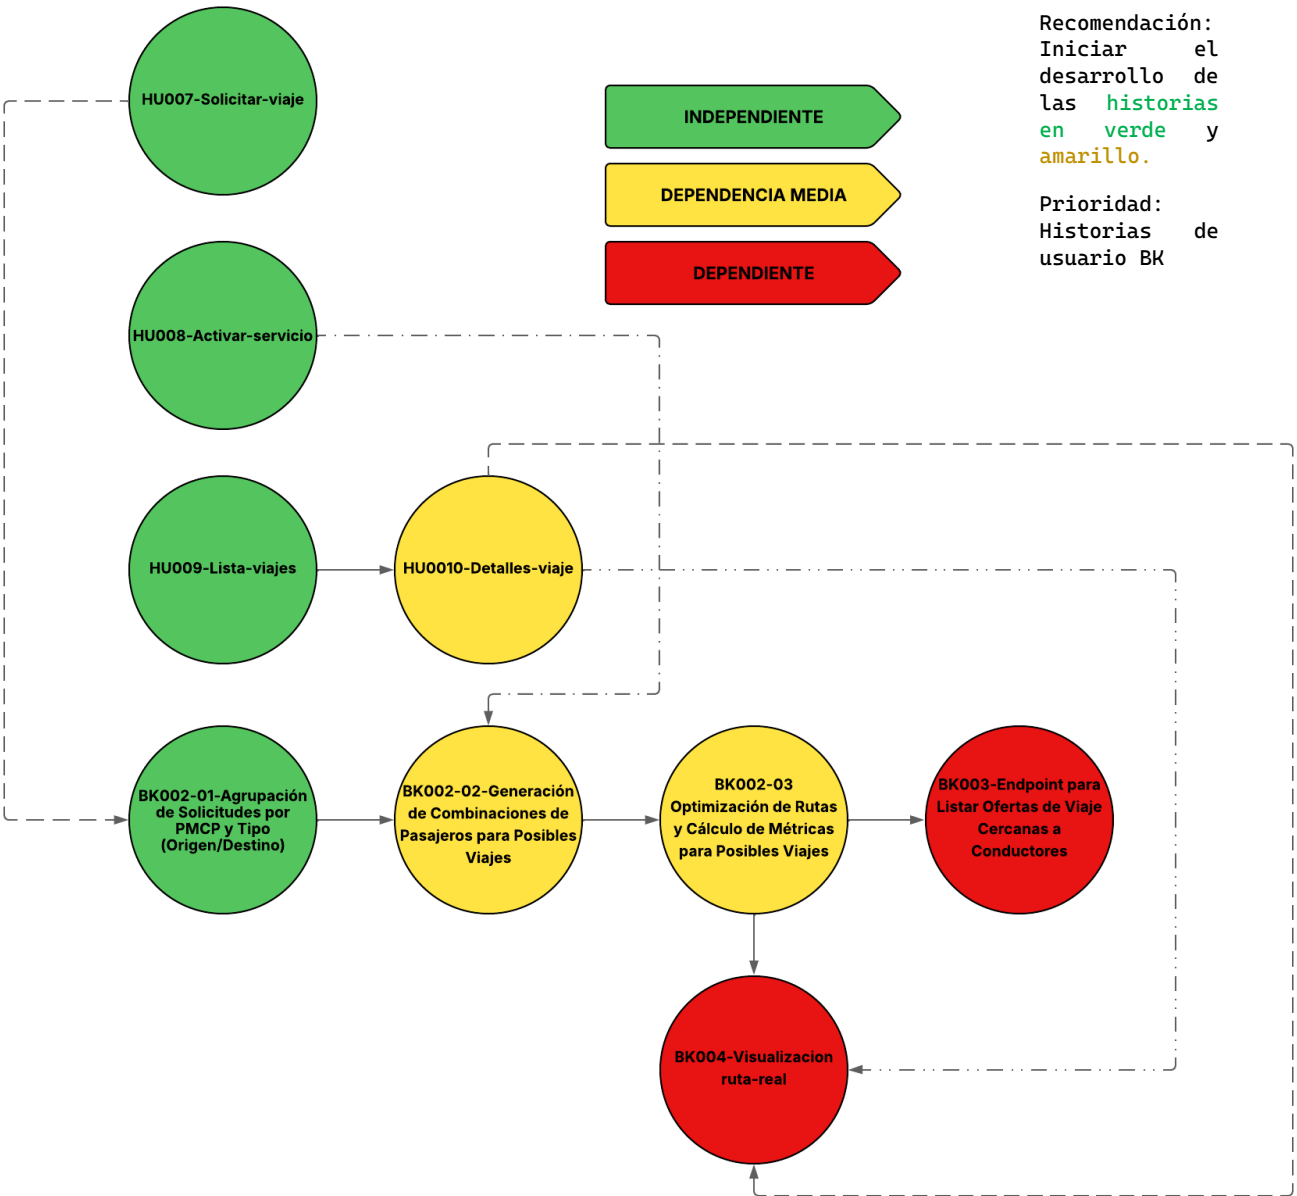 HU007-Solicitar-viaje
INDEPENDIENTE
DEPENDENCIA MEDIA
DEPENDIENTE
Recomendación:
Iniciar el
desarrollo de
las historias
en verde y
amarillo.
Prioridad:
Historias de
usuario BK
HU008-Activar-servicio
HU009-Lista-viajes
HU0010-Detalles-viaje
BK002-01-Agrupación
de Solicitudes por
PMCP y Tipo
(Origen/Destino)
BK002-02-Generación
de Combinaciones de
Pasajeros para Posibles
Viajes
BK002-03
Optimización de Rutas
y Cálculo de Métricas
para Posibles Viajes
BK003-Endpoint para
Listar Ofertas de Viaje
Cercanas a
Conductores
BK004-Visualizacion
ruta-real